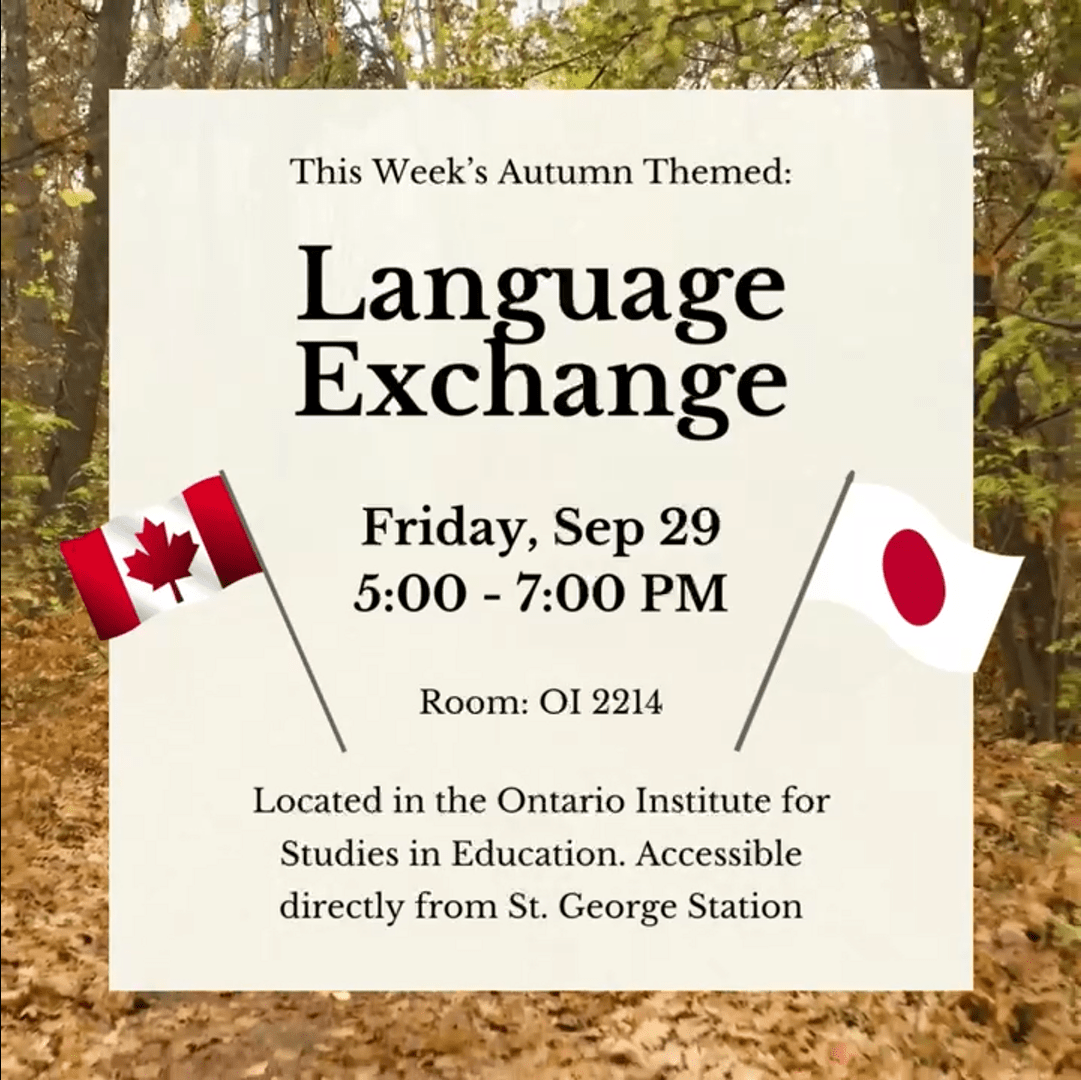 This Week’s Autumn Themed:
Language
Exchange
Friday, Sep 29
5:00 - 7:00 PM
Room: OI 2214
Located in the Ontario Institute for
Studies in Education. Accessible
directly from St. George Station